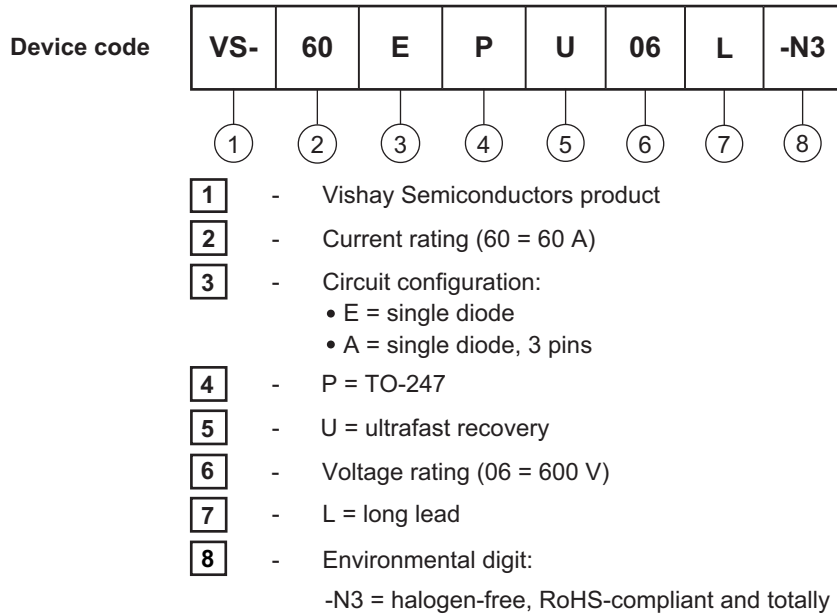 Device code VS- 60 E P U 06 L -N3
1 2 3 4 5 6 7 8
1 - Vishay Semiconductors product
2 - Current rating (60 = 60 A)
3 - Circuit configuration:
• E = single diode
• A = single diode, 3 pins
4 - P = TO-247
5 - U = ultrafast recovery
6 - Voltage rating (06 = 600 V)
7 - L = long lead
8 - Environmental digit:
-N3 = halogen-free, RoHS-compliant and totally